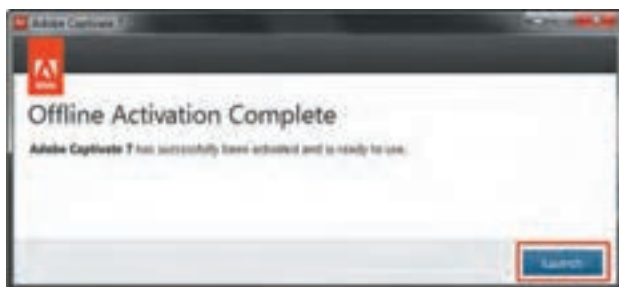 Adobe Captivate 7
Adobe
Offline Activation Complete
Adobe Captivate 7 has successfully been activated and is ready to use.
Launch